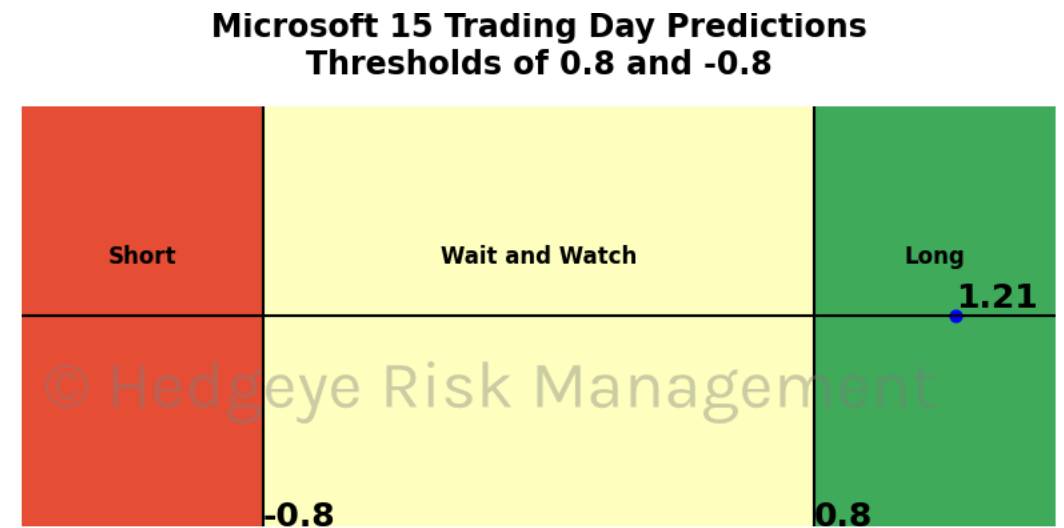 Microsoft 15 Trading Day Predictions
Thresholds of 0.8 and -0.8
Short
Wait and Watch
Long
1.21
© Hedgeye Risk Management
-0.8
0.8